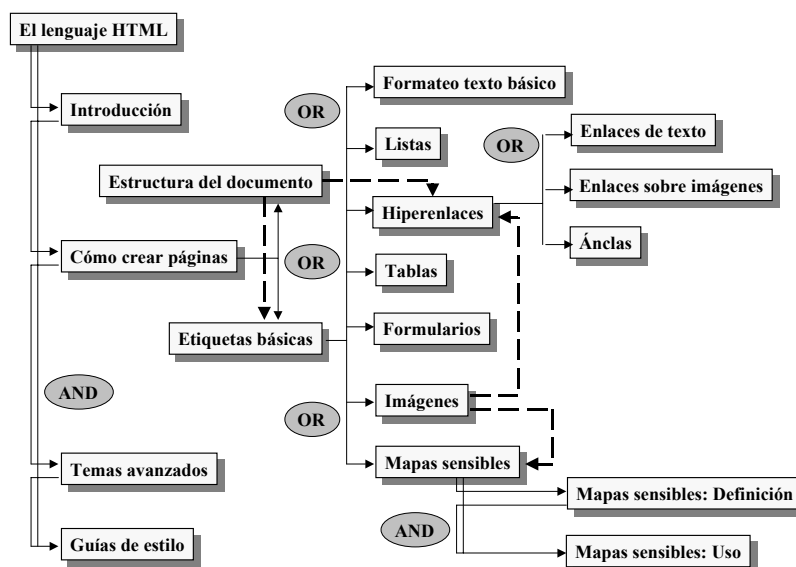 El lenguaje HTML
Introducción
Cómo crear páginas
AND
Temas avanzados
Guías de estilo
Estructura del documento
OR
Etiquetas básicas
OR
Formateo texto básico
Listas
Hiperenlaces
Tablas
Formularios
OR
Imágenes
Mapas sensibles
OR
Enlaces de texto
Enlaces sobre imágenes
Ánclas
AND
Mapas sensibles: Definición
Mapas sensibles: Uso